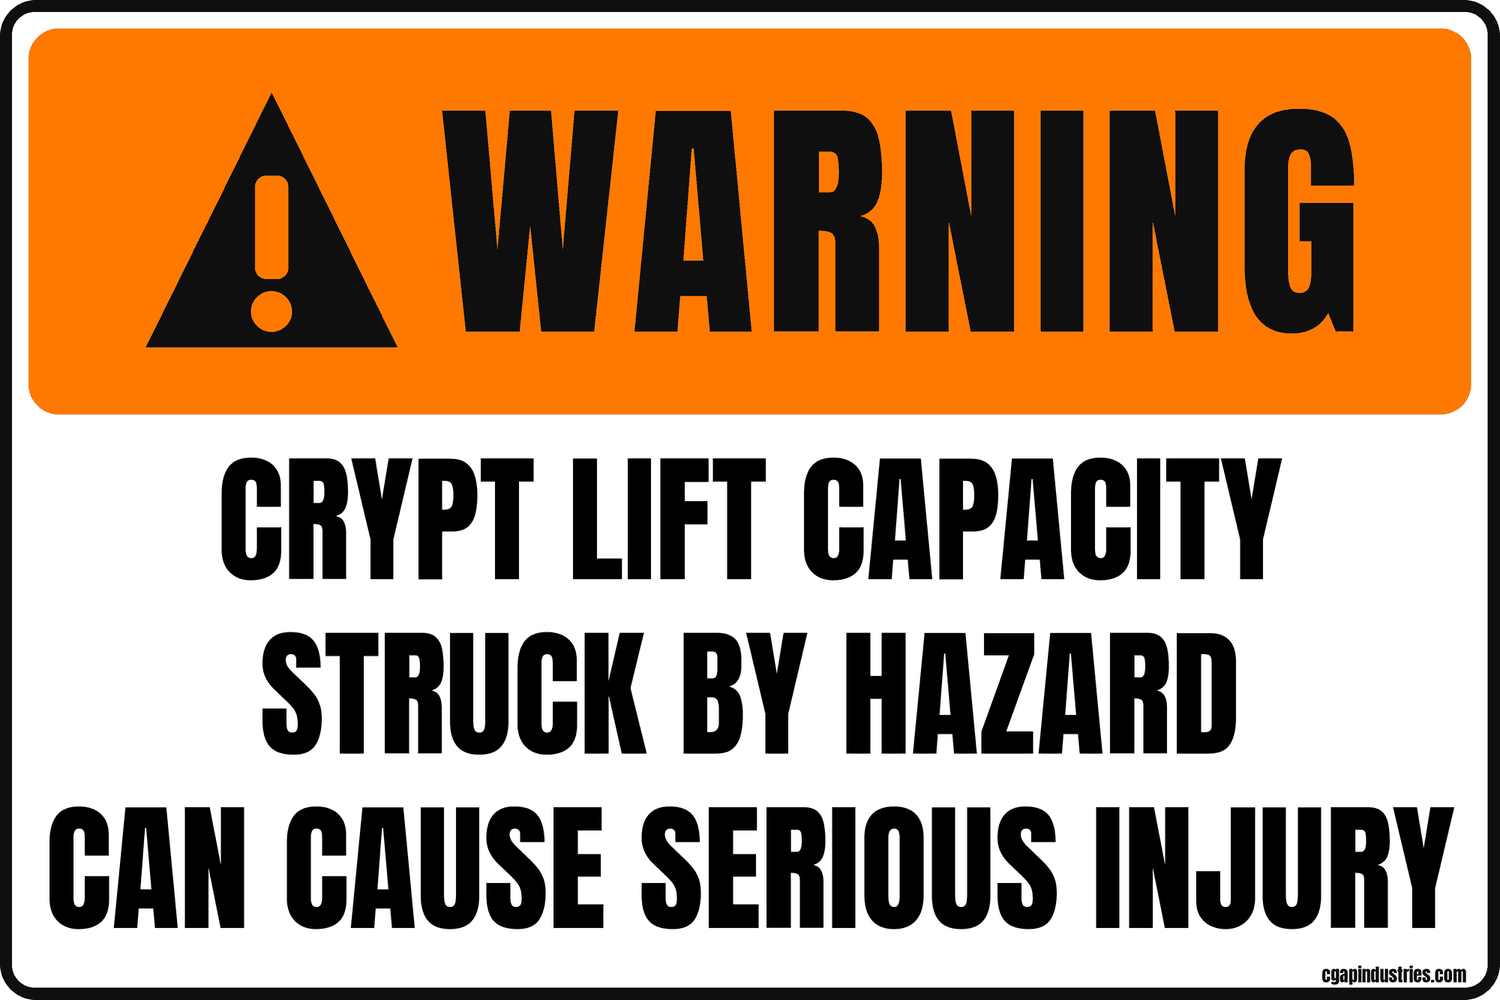 WARNING
CRYPT LIFT CAPACITY
STRUCK BY HAZARD
CAN CAUSE SERIOUS INJURY
cgapindustries.com